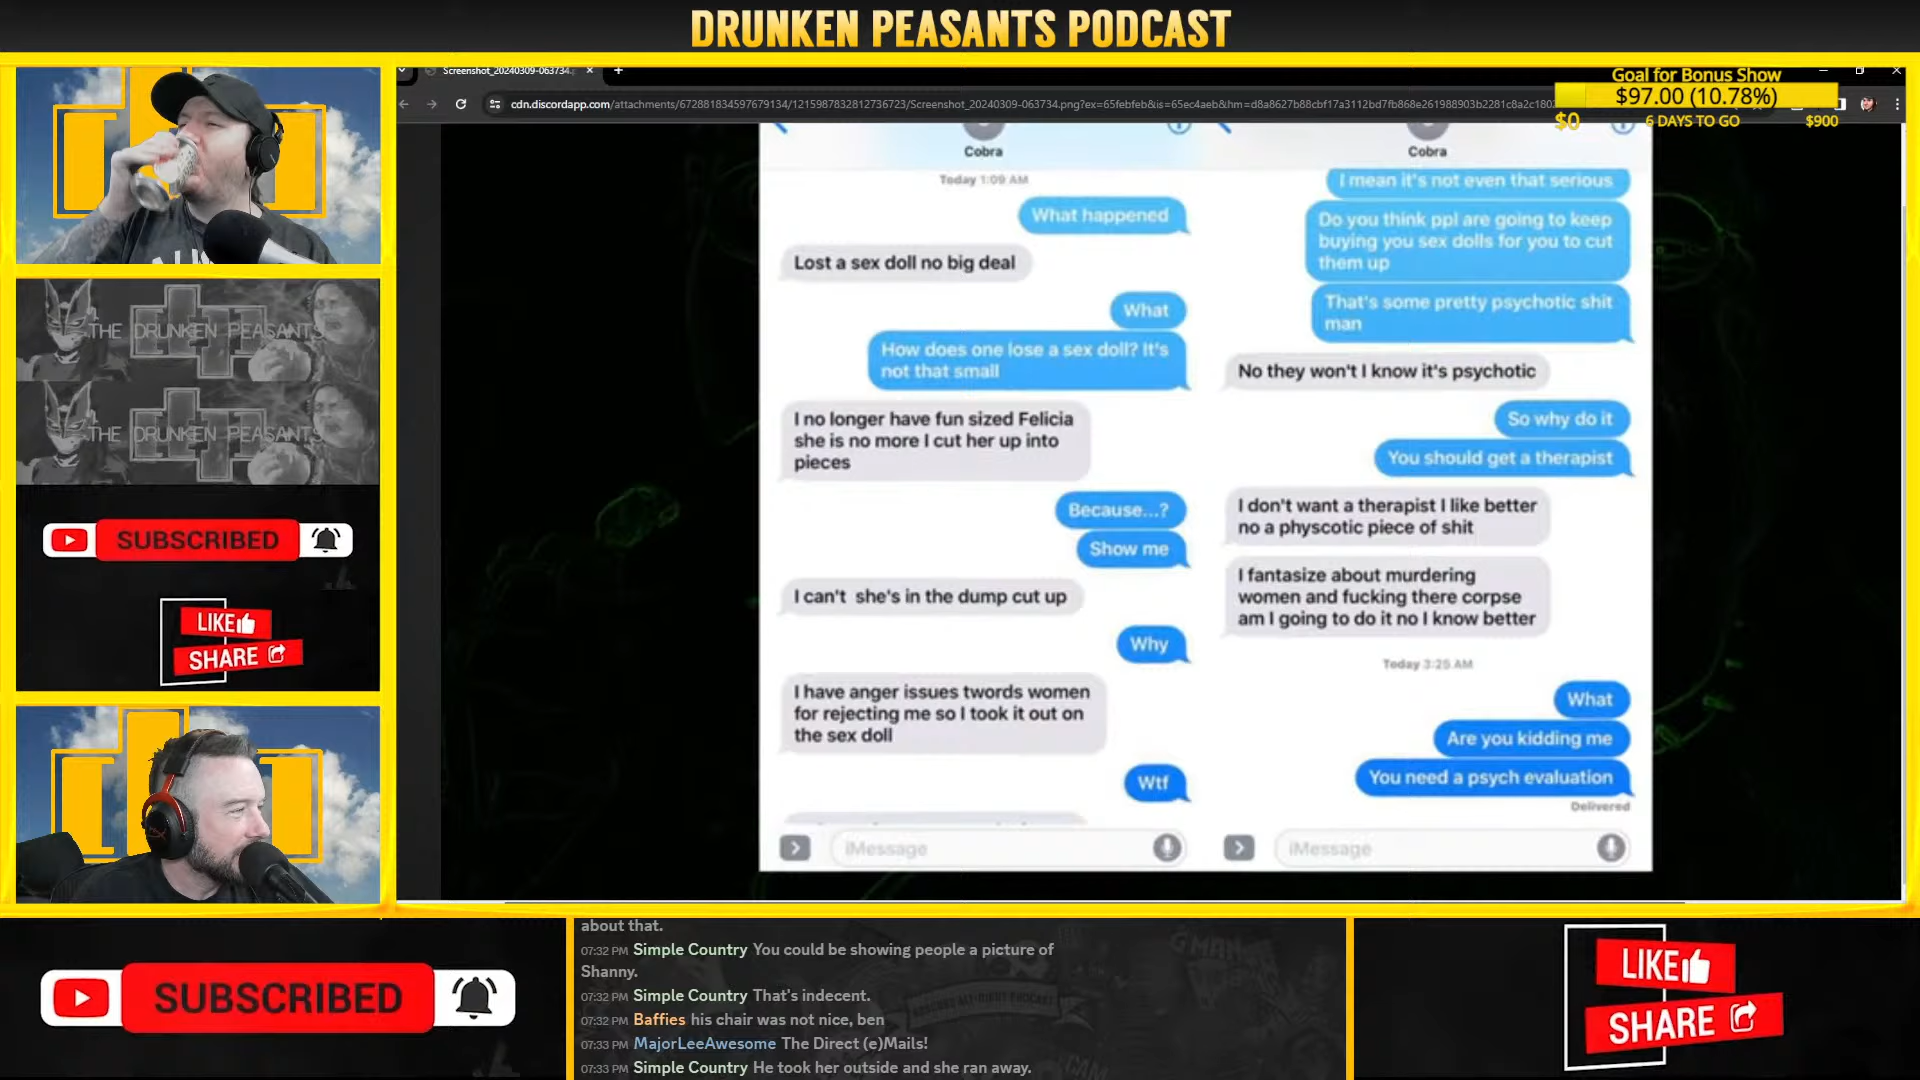 DRUNKEN PEASANTS PODCAST
Screenshot_20240309-063734.
Goal for Bonus Show
$97.00 (10.78%)
$0
6 DAYS TO GO
$900
Cobra
Today 1:09 AM
What happened
Lost a sex doll no big deal
What
How does one lose a sex doll? It's
not that small
I no longer have fun sized Felicia
she is no more I cut her up into
pieces
Because...?
Show me
I can't she's in the dump cut up
Why
I have anger issues twords women
for rejecting me so I took it out on
the sex doll
Wtf
iMessage
Cobra
I mean it's not even that serious
Do you think ppl are going to keep
buying you sex dolls for you to cut
them up
That's some pretty psychotic shit
man
No they won't I know it's psychotic
So why do it
You should get a therapist
I don't want a therapist I like better
no a physcotic piece of shit
I fantasize about murdering
women and fucking there corpse
am I going to do it no I know better
Today 3:25 AM
What
Are you kidding me
You need a psych evaluation
Delivered
iMessage
THE DRUNKEN PEASANTS
THE DRUNKEN PEASANTS
SUBSCRIBED
LIKE
SHARE
SUBSCRIBED
about that.
07:32 PM Simple Country You could be showing people a picture of
Shanny.
07:32 PM Simple Country That's indecent.
07:32 PM Baffies his chair was not nice, ben
07:33 PM MajorLeeAwesome The Direct (e)Mails!
07:33 PM Simple Country He took her outside and she ran away.
LIKE
SHARE